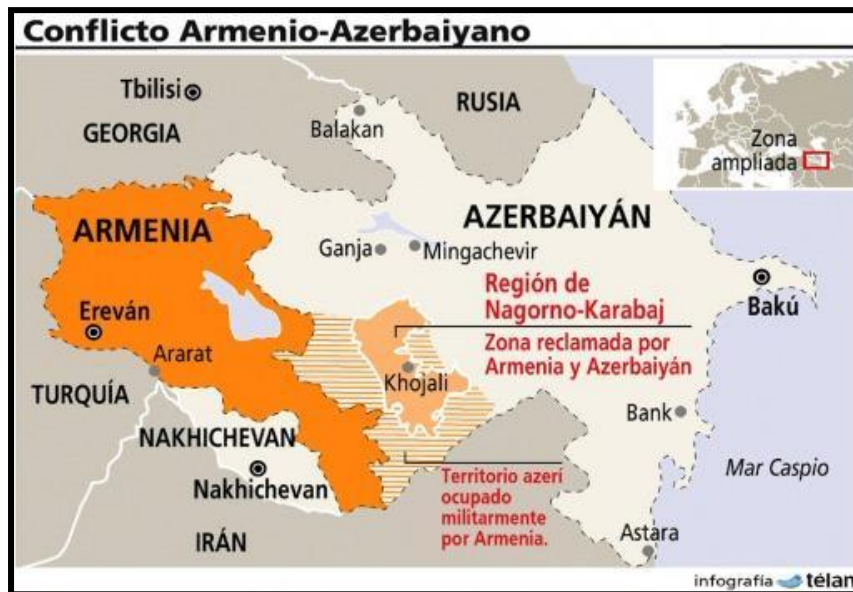 Conflicto Armenio-Azerbaiyano
Tbilisi
GEORGIA
RUSIA
Balakan
Zona
ampliada
ARMENIA
AZERBAIYÁN
Ganja
Mingachevir
Región de
Nagorno-Karabaj
Bakú
Ereván
Zona reclamada por
Armenia y Azerbaiyán
Ararat
Khojali
TURQUÍA
Bank
NAKHICHEVAN
Nakhichevan
Mar Caspio
Territorio azerí
ocupado
militarmente
por Armenia.
IRÁN
Astara
infografía télam